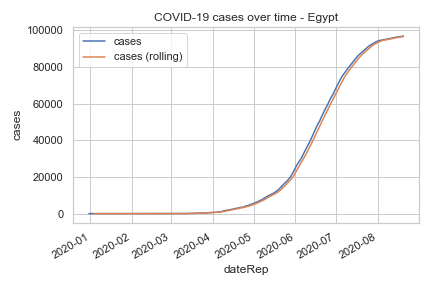 COVID-19 cases over time - Egypt
cases
cases (rolling)
100000
80000
60000
40000
20000
0
cases
2020-01
2020-02
2020-03
2020-04
2020-05
2020-06
2020-07
2020-08
dateRep